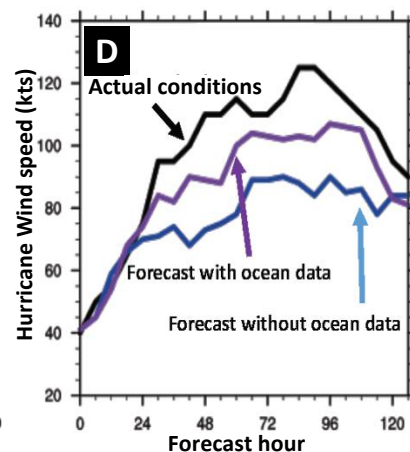 D
Hurricane Wind speed (kts)
140
120
100
80
60
40
20
Actual conditions
Forecast with ocean data
Forecast without ocean data
0
24
48
72
96
120
Forecast hour